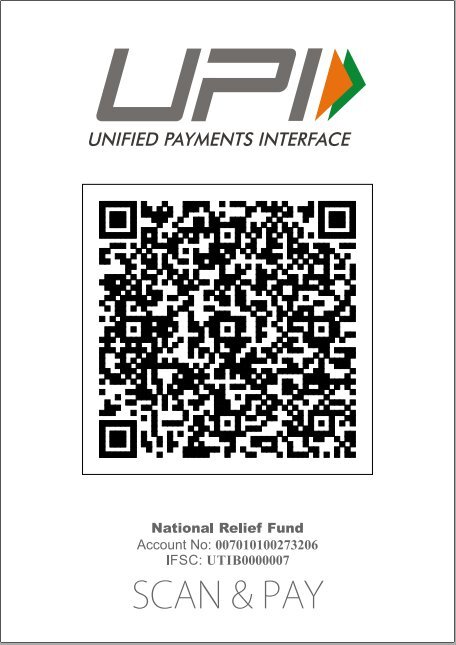 UPI
UNIFIED PAYMENTS INTERFACE
National Relief Fund
Account No: 007010100273206
IFSC: UTIB0000007
SCAN & PAY